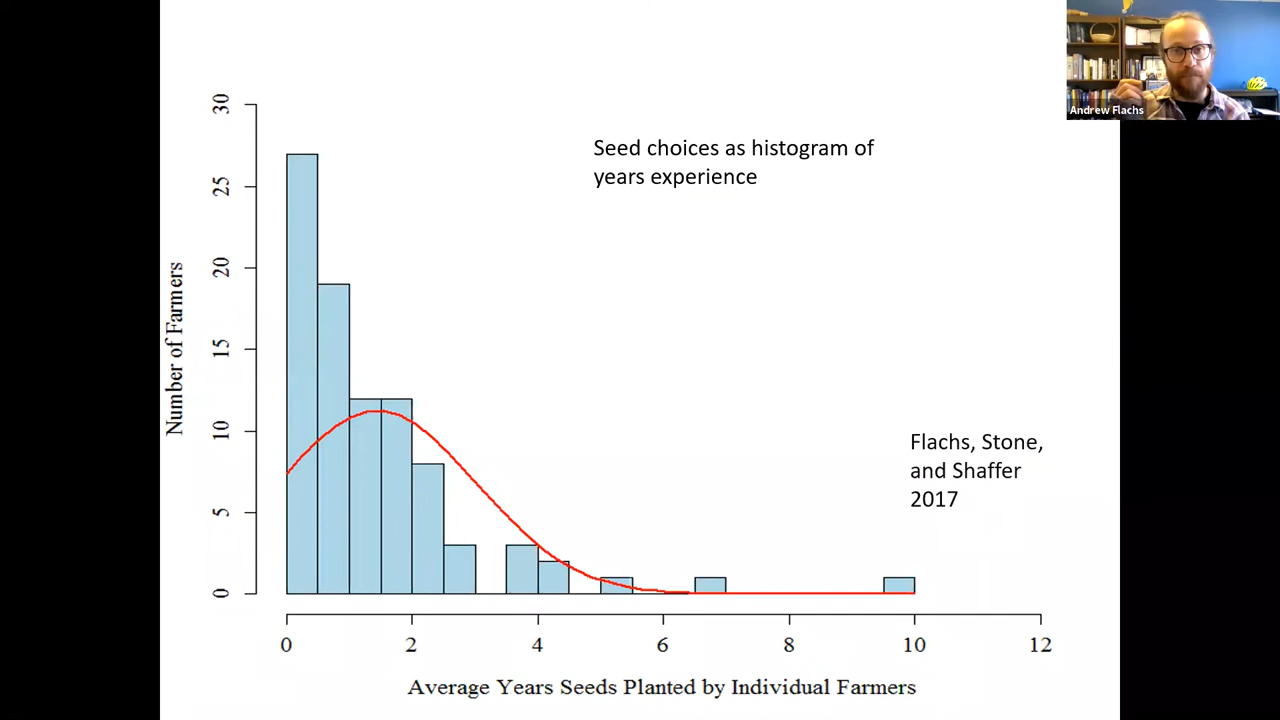 Andrew Flachs
Seed choices as histogram of
years experience
Number of Farmers
30
25
20
15
10
5
0
Flachs, Stone,
and Shaffer
2017
0 2 4 6 8 10 12
Average Years Seeds Planted by Individual Farmers